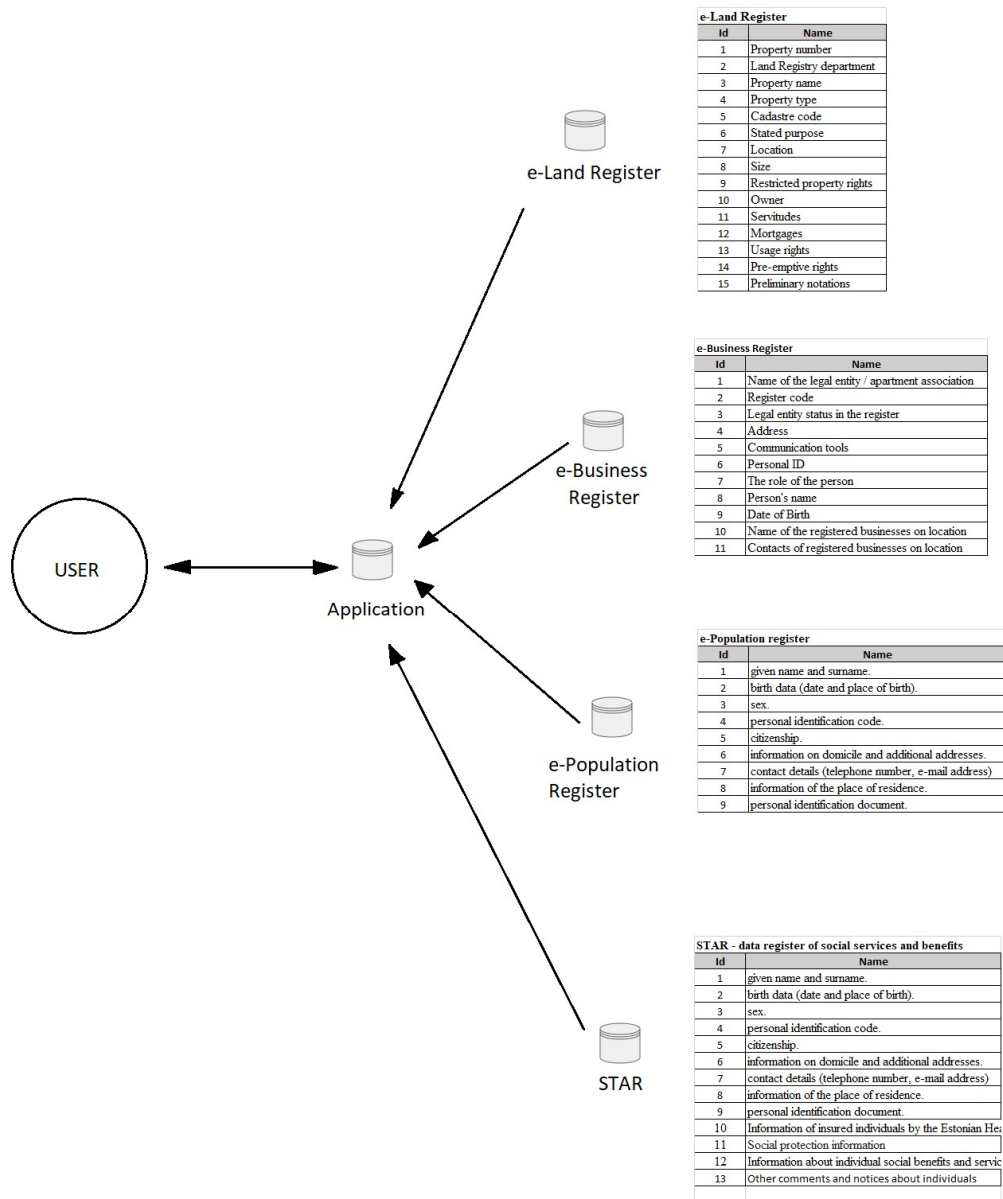 e-Land Register
Id Name
1 Property number
2 Land Registry department
3 Property name
4 Property type
5 Cadastre code
6 Stated purpose
7 Location
8 Size
9 Restricted property rights
10 Owner
11 Servitudes
12 Mortgages
13 Usage rights
14 Pre-emptive rights
15 Preliminary notations
e-Land Register
e-Business Register
Id Name
1 Name of the legal entity / apartment association
2 Register code
3 Legal entity status in the register
4 Address
5 Communication tools
6 Personal ID
7 The role of the person
8 Person's name
9 Date of Birth
10 Name of the registered businesses on location
11 Contacts of registered businesses on location
e-Business
Register
USER
Application
e-Population register
Id Name
1 given name and surname.
2 birth data (date and place of birth).
3 sex.
4 personal identification code.
5 citizenship.
6 information on domicile and additional addresses.
7 contact details (telephone number, e-mail address)
8 information of the place of residence.
9 personal identification document.
e-Population
Register
STAR - data register of social services and benefits
Id Name
1 given name and surname.
2 birth data (date and place of birth).
3 sex.
4 personal identification code.
5 citizenship.
6 information on domicile and additional addresses.
7 contact details (telephone number, e-mail address)
8 information of the place of residence.
9 personal identification document.
10 Information of insured individuals by the Estonian
11 Social protection information
12 Information about individual social benefits and
13 Other comments and notices about individuals
STAR